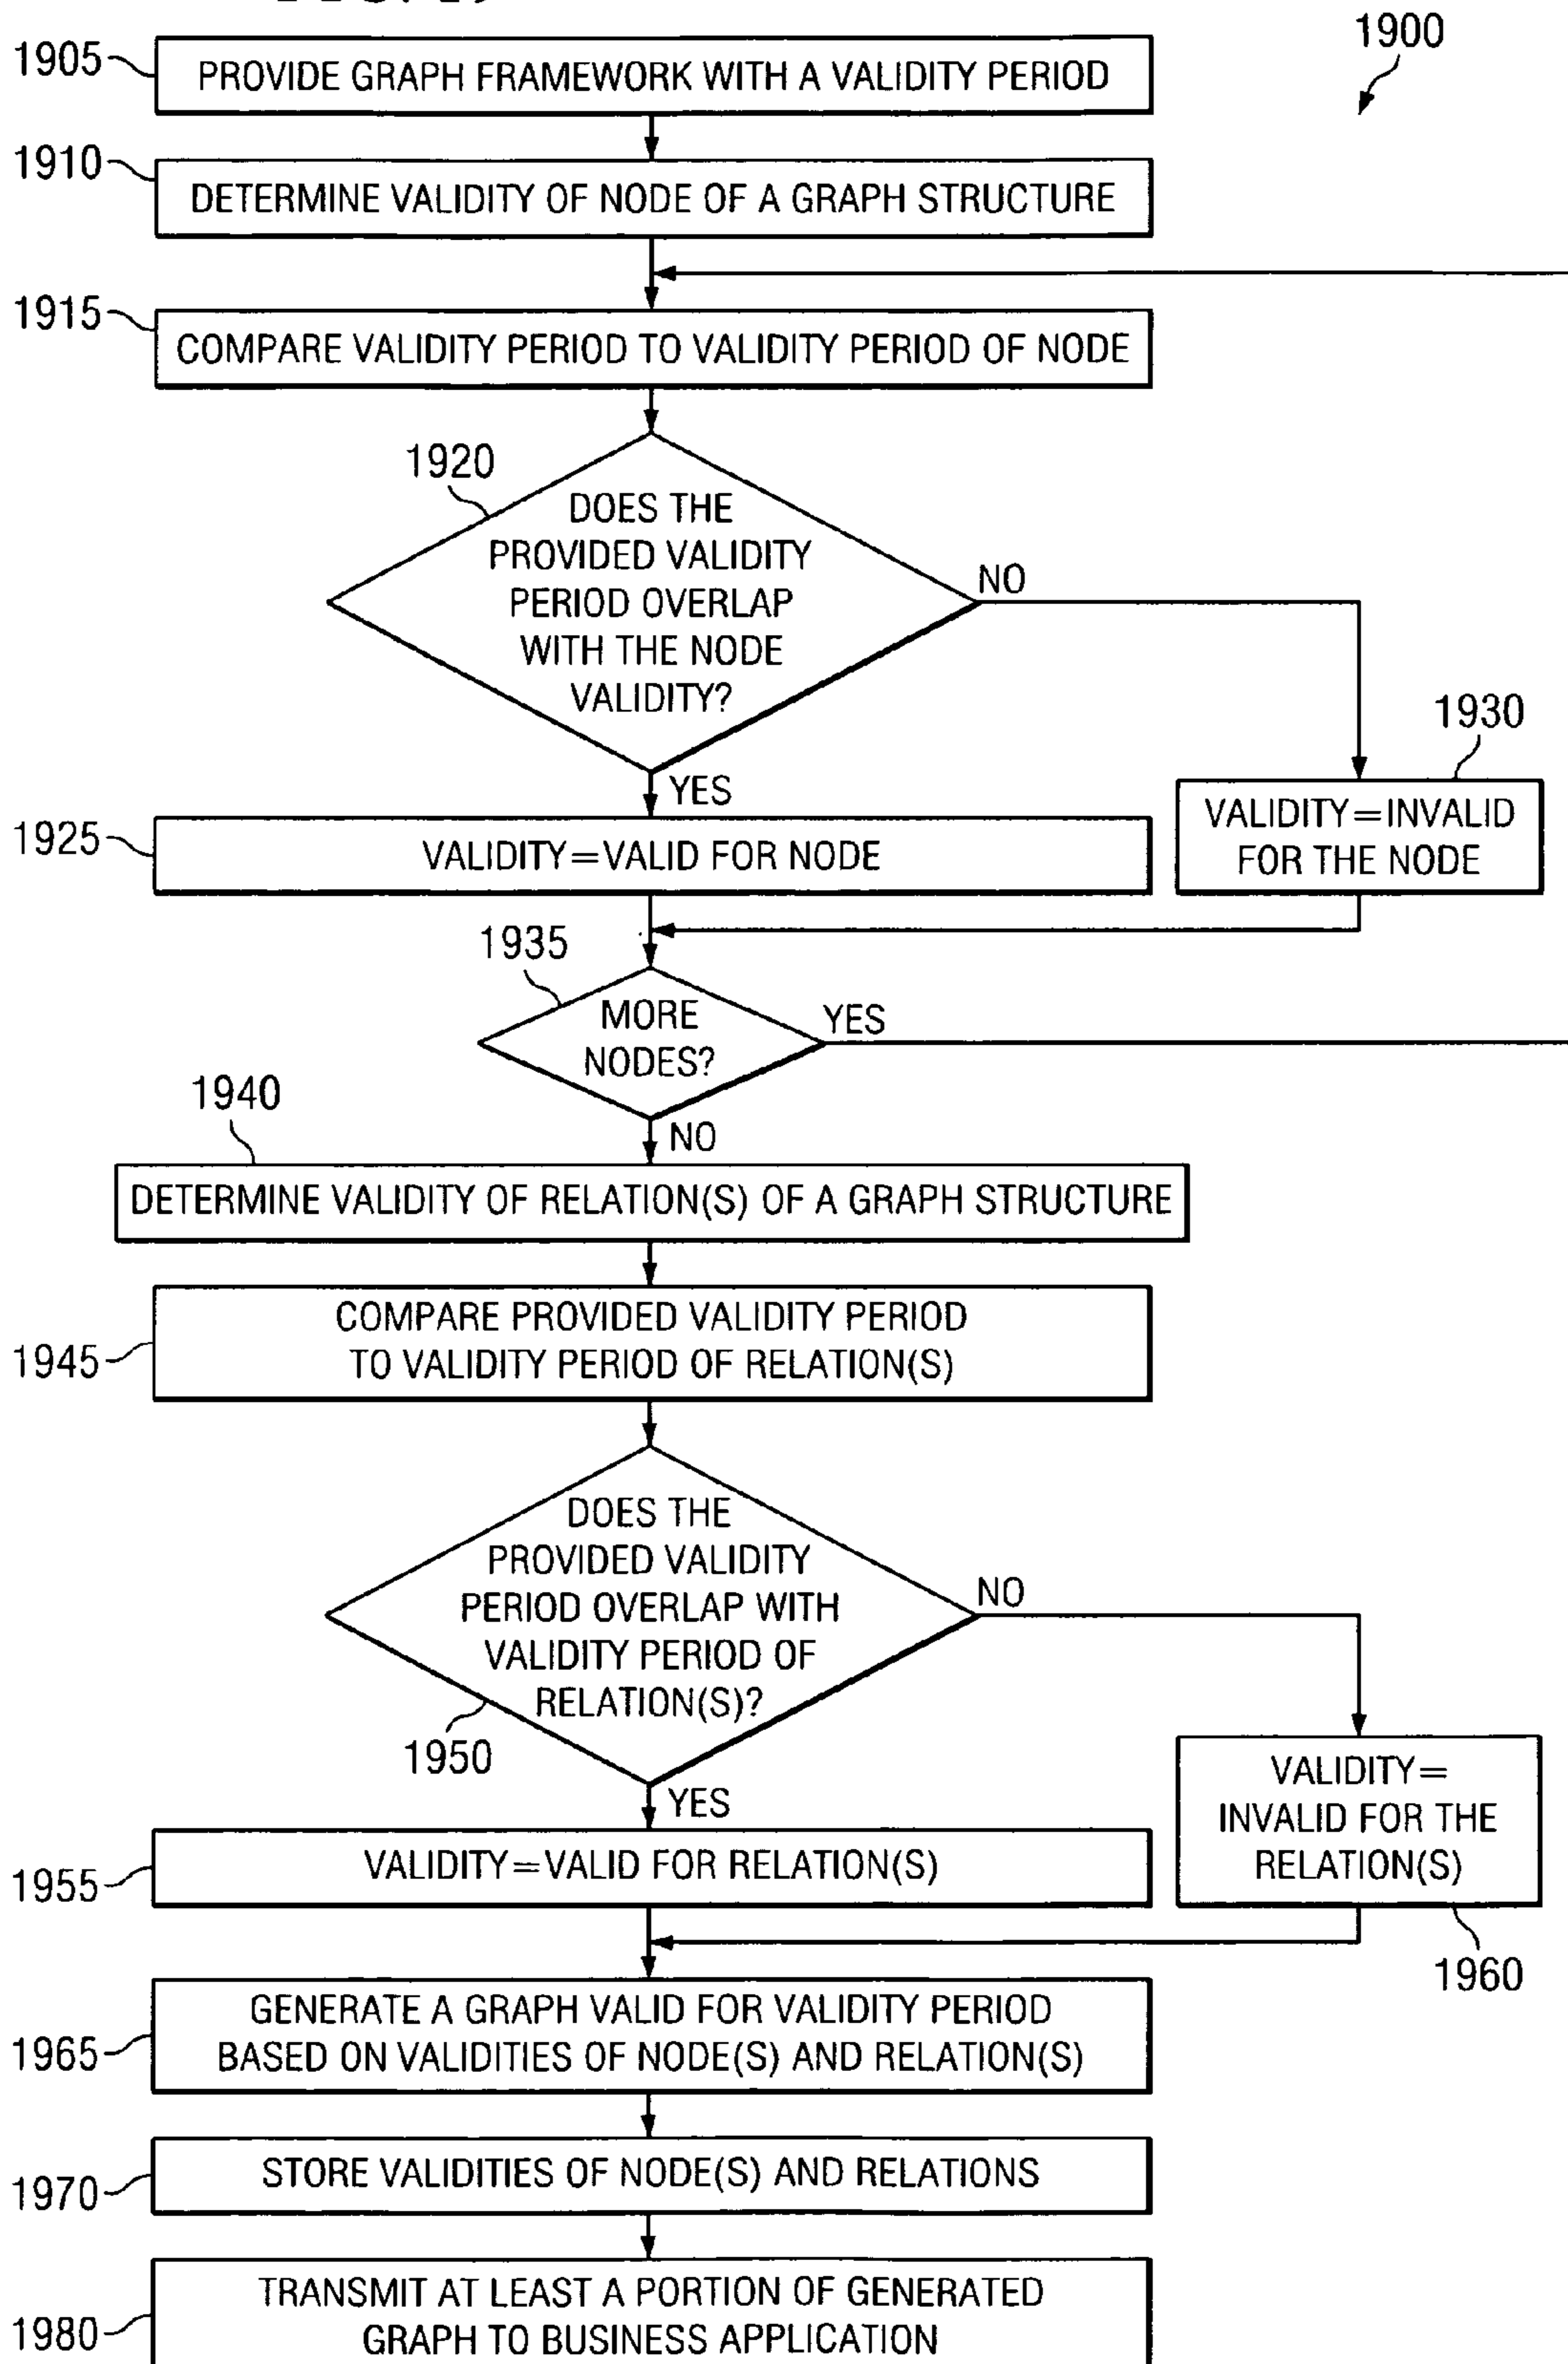 1900
1905
PROVIDE GRAPH FRAMEWORK WITH A VALIDITY PERIOD
1910
DETERMINE VALIDITY OF NODE OF A GRAPH STRUCTURE
1915
COMPARE VALIDITY PERIOD TO VALIDITY PERIOD OF NODE
1920
DOES THE
PROVIDED VALIDITY
PERIOD OVERLAP
WITH THE NODE
VALIDITY?
NO
YES
1930
VALIDITY=INVALID
FOR THE NODE
1925
VALIDITY=VALID FOR NODE
1935
MORE
NODES?
YES
NO
1940
DETERMINE VALIDITY OF RELATION(S) OF A GRAPH STRUCTURE
1945
COMPARE PROVIDED VALIDITY PERIOD
TO VALIDITY PERIOD OF RELATION(S)
DOES THE
PROVIDED VALIDITY
PERIOD OVERLAP WITH
VALIDITY PERIOD OF
RELATION(S)?
1950
NO
YES
VALIDITY=
INVALID FOR THE
RELATION(S)
1960
1955
VALIDITY=VALID FOR RELATION(S)
1965
GENERATE A GRAPH VALID FOR VALIDITY PERIOD
BASED ON VALIDITIES OF NODE(S) AND RELATION(S)
1970
STORE VALIDITIES OF NODE(S) AND RELATIONS
1980
TRANSMIT AT LEAST A PORTION OF GENERATED
GRAPH TO BUSINESS APPLICATION